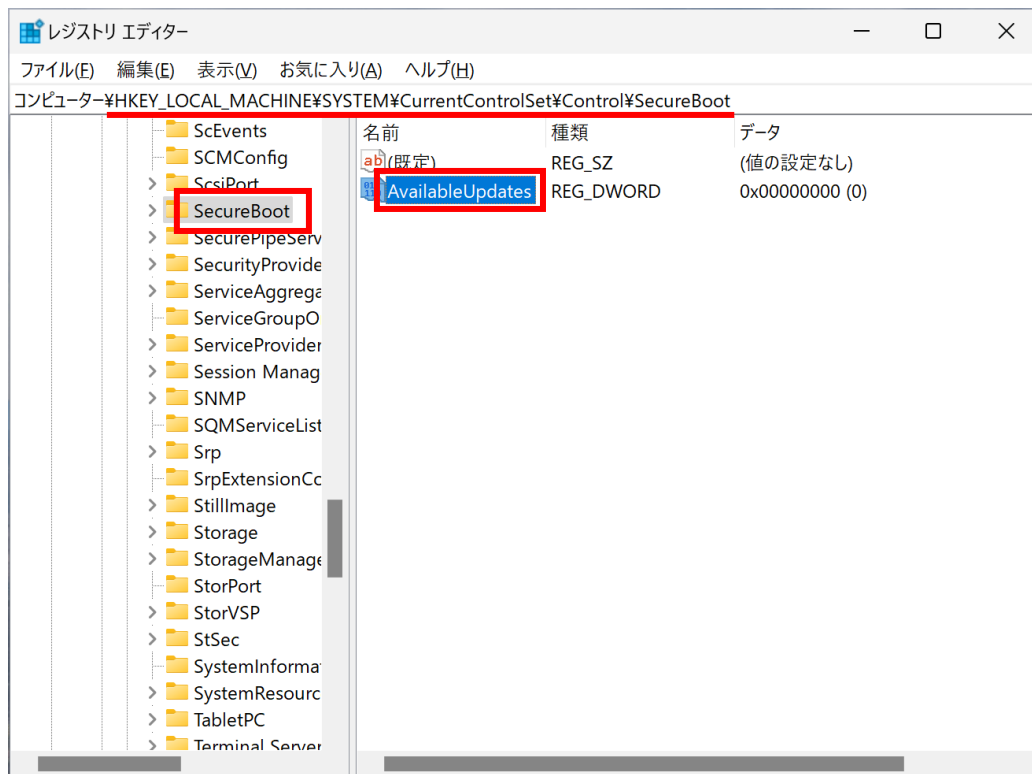 レジストリ エディター
ファイル(F) 編集(E) 表示(V) お気に入り(A) ヘルプ(H)
コンピューター¥HKEY_LOCAL_MACHINE¥SYSTEM¥CurrentControlSet¥Control¥SecureBoot
ScEvents
SCMConfig
ScsiPort
SecureBoot
SecurePipeServ
SecurityProvide
ServiceAggrega
ServiceGroupO
ServiceProvider
Session Manag
SNMP
SQMServiceList
Srp
SrpExtensionCo
StillImage
Storage
StorageManage
StorPort
StorVSP
StSec
SystemInforma
SystemResourc
TabletPC
Terminal Server
名前 種類 データ
ab (既定) REG_SZ (値の設定なし)
AvailableUpdates REG_DWORD 0x00000000 (0)